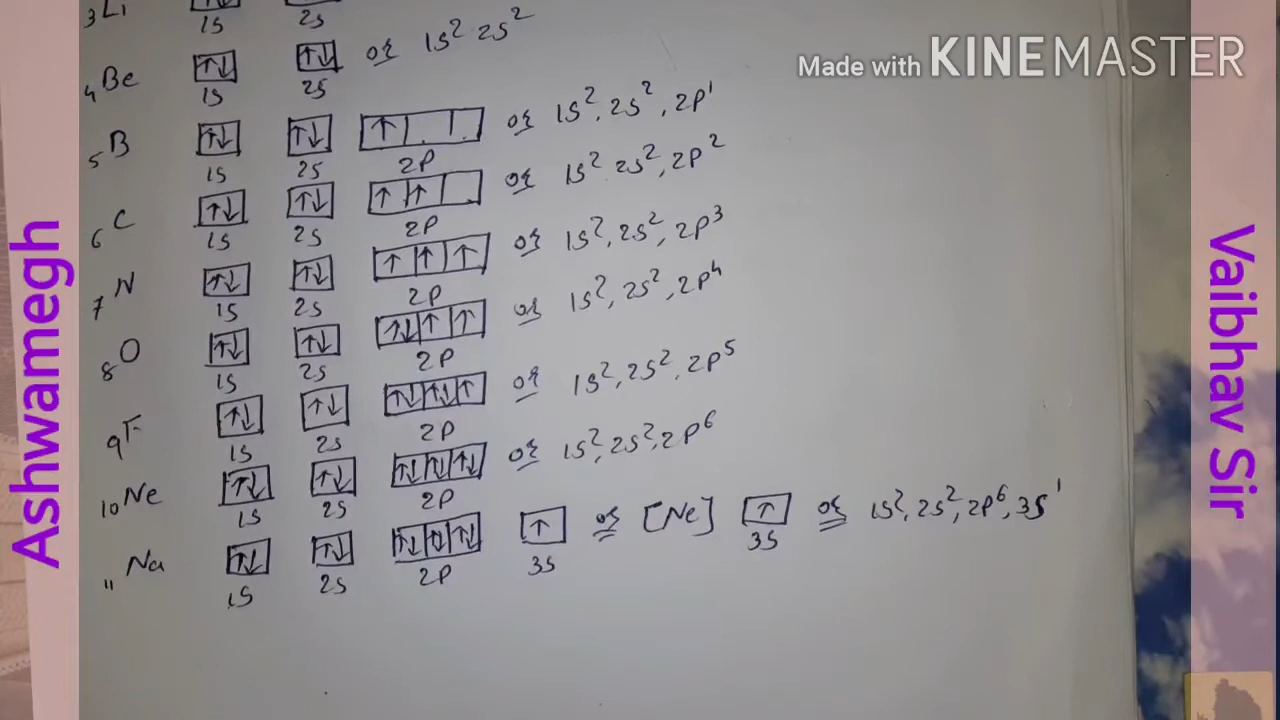 Made with KINEMASTER
Ashwamegh
Vaibhav Sir
₃Li ↑↓ 1S 2S
₄Be ↑↓ ↑↓ or 1S² 2S²
1S 2S
₅B ↑↓ ↑↓ ↑ or 1S², 2S², 2P¹
1S 2S 2P
₆C ↑↓ ↑↓ ↑ ↑ or 1S² 2S², 2P²
1S 2S 2P
₇N ↑↓ ↑↓ ↑ ↑ ↑ or 1S², 2S², 2P³
1S 2S 2P
₈O ↑↓ ↑↓ ↑↓ ↑ ↑ or 1S², 2S², 2P⁴
1S 2S 2P
₉F ↑↓ ↑↓ ↑↓ ↑↓ ↑ or 1S², 2S², 2P⁵
1S 2S 2P
₁₀Ne ↑↓ ↑↓ ↑↓ ↑↓ ↑↓ or 1S², 2S², 2P⁶
1S 2S 2P
₁₁Na ↑↓ ↑↓ ↑↓ ↑↓ ↑↓ ↑ or [Ne] ↑ or 1S², 2S², 2P⁶, 3S¹
1S 2S 2P 3S 3S